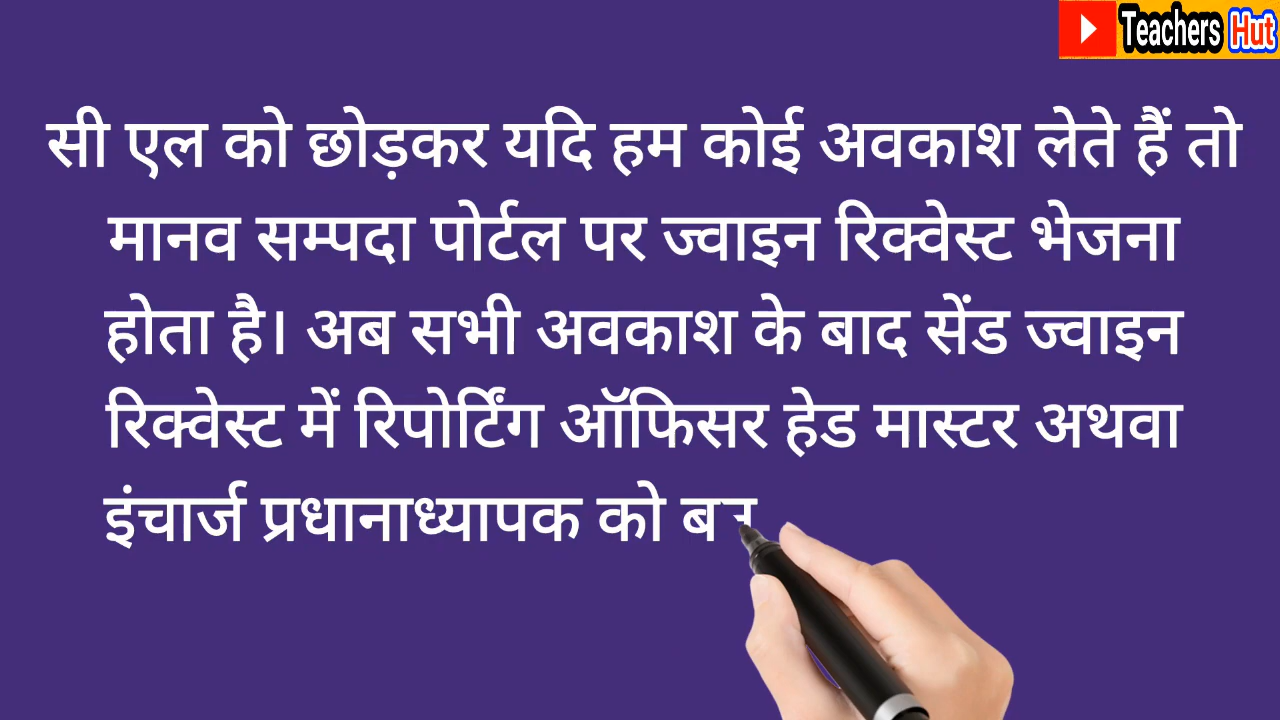 Teachers Hut
सी एल को छोड़कर यदि हम कोई अवकाश लेते हैं तो
मानव सम्पदा पोर्टल पर ज्वाइन रिक्वेस्ट भेजना
होता है। अब सभी अवकाश के बाद सेंड ज्वाइन
रिक्वेस्ट में रिपोर्टिंग ऑफिसर हेड मास्टर अथवा
इंचार्ज प्रधानाध्यापक को